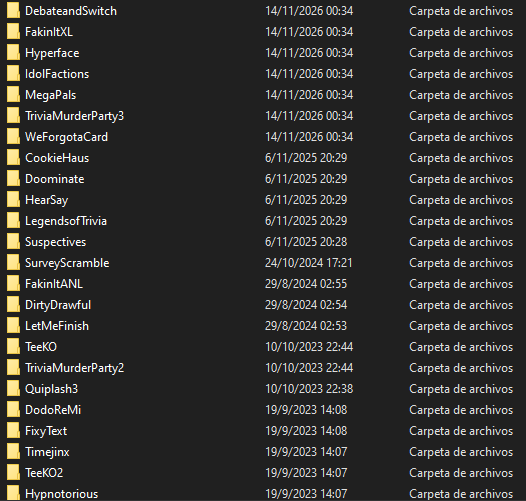 DebateandSwitch 14/11/2026 00:34 Carpeta de archivos
FakinItXL 14/11/2026 00:34 Carpeta de archivos
Hyperface 14/11/2026 00:34 Carpeta de archivos
IdolFactions 14/11/2026 00:34 Carpeta de archivos
MegaPals 14/11/2026 00:34 Carpeta de archivos
TriviaMurderParty3 14/11/2026 00:34 Carpeta de archivos
WeForgotaCard 14/11/2026 00:34 Carpeta de archivos
CookieHaus 6/11/2025 20:29 Carpeta de archivos
Doominate 6/11/2025 20:29 Carpeta de archivos
HearSay 6/11/2025 20:29 Carpeta de archivos
LegendsofTrivia 6/11/2025 20:29 Carpeta de archivos
Suspectives 6/11/2025 20:28 Carpeta de archivos
SurveyScramble 24/10/2024 17:21 Carpeta de archivos
FakinItANL 29/8/2024 02:55 Carpeta de archivos
DirtyDrawful 29/8/2024 02:54 Carpeta de archivos
LetMeFinish 29/8/2024 02:53 Carpeta de archivos
TeeKO 10/10/2023 22:44 Carpeta de archivos
TriviaMurderParty2 10/10/2023 22:44 Carpeta de archivos
Quiplash3 10/10/2023 22:38 Carpeta de archivos
DodoReMi 19/9/2023 14:08 Carpeta de archivos
FixyText 19/9/2023 14:08 Carpeta de archivos
Timejinx 19/9/2023 14:07 Carpeta de archivos
TeeKO2 19/9/2023 14:07 Carpeta de archivos
Hypnotorious 19/9/2023 14:07 Carpeta de archivos